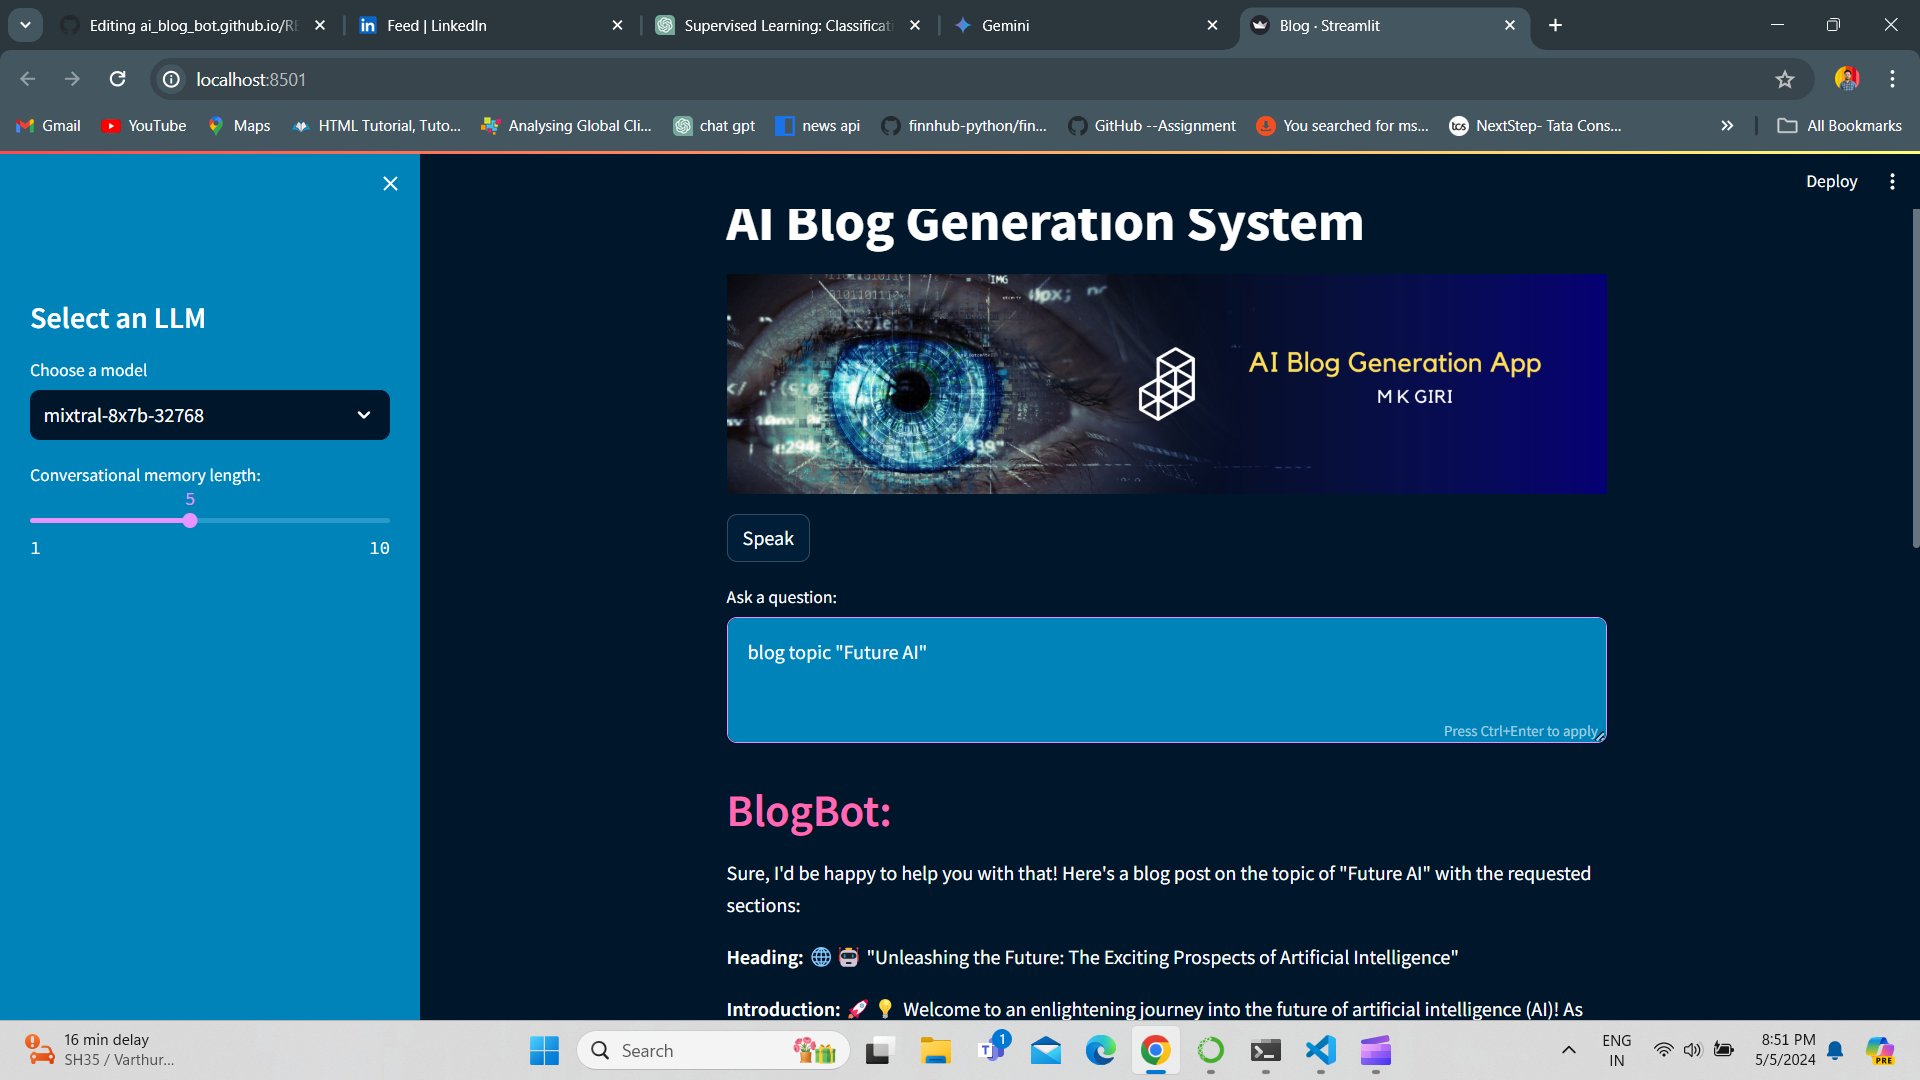 Editing ai_blog_bot.github.io/RE
Feed | LinkedIn
Supervised Learning: Classificati
Gemini
Blog · Streamlit
localhost:8501
Gmail
YouTube
Maps
HTML Tutorial, Tuto...
Analysing Global Cli...
chat gpt
news api
finnhub-python/fin...
GitHub --Assignment
You searched for ms...
tcs
NextStep- Tata Cons...
All Bookmarks
Deploy
Select an LLM
Choose a model
mixtral-8x7b-32768
Conversational memory length:
5
1
10
AI Blog Generation System
AI Blog Generation App
M K GIRI
Speak
Ask a question:
blog topic "Future AI"
Press Ctrl+Enter to apply
BlogBot:
Sure, I'd be happy to help you with that! Here's a blog post on the topic of "Future AI" with the requested
sections:
Heading: 🌐 🤖 "Unleashing the Future: The Exciting Prospects of Artificial Intelligence"
Introduction: 🚀 💡 Welcome to an enlightening journey into the future of artificial intelligence (AI)! As
16 min delay
SH35 / Varthur...
Search
1
ENG
IN
8:51 PM
5/5/2024
PRE